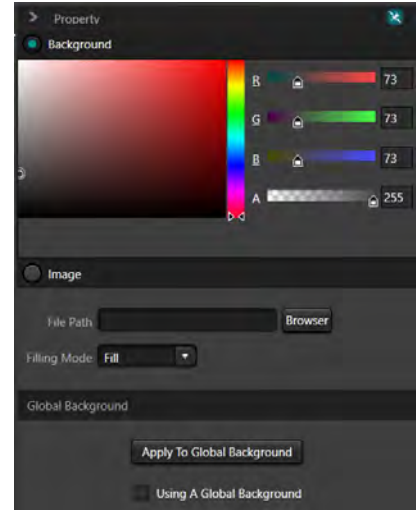 Property
Background
R 73
G 73
B 73
A 255
Image
File Path Browser
Filling Mode Fill
Global Background
Apply To Global Background
Using A Global Background